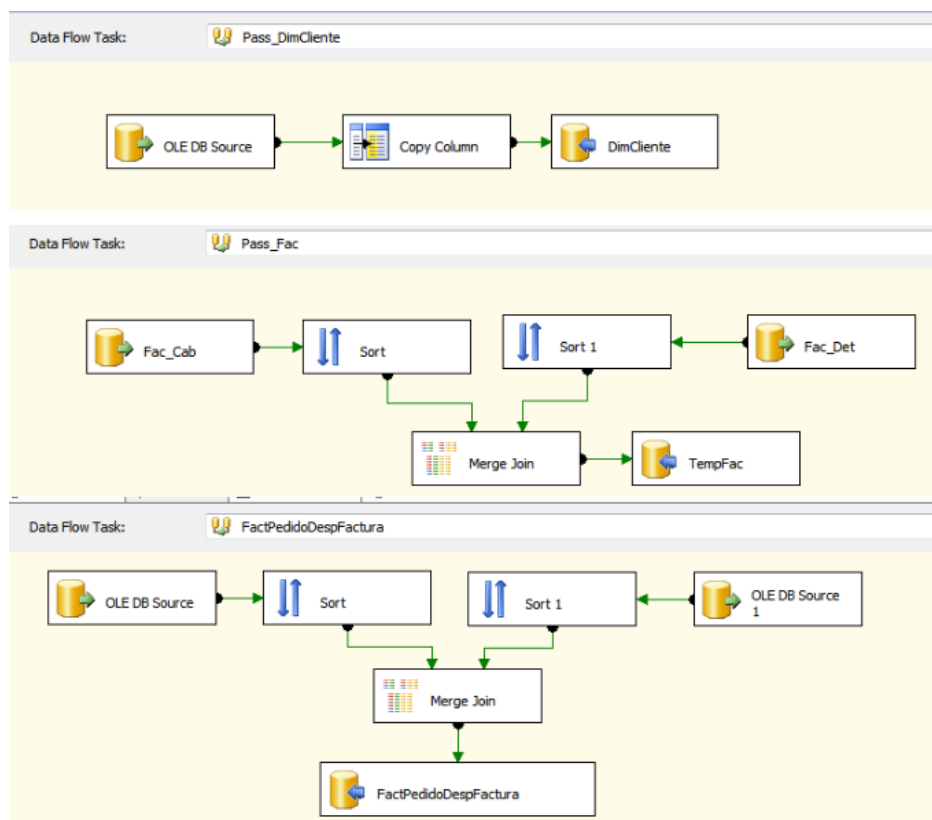 Data Flow Task: Pass_DimCliente
OLE DB Source Copy Column DimCliente
Data Flow Task: Pass_Fac
Fac_Cab Sort Sort 1 Fac_Det
Merge Join TempFac
Data Flow Task: FactPedidoDespFactura
OLE DB Source Sort Sort 1 OLE DB Source
1
Merge Join
FactPedidoDespFactura